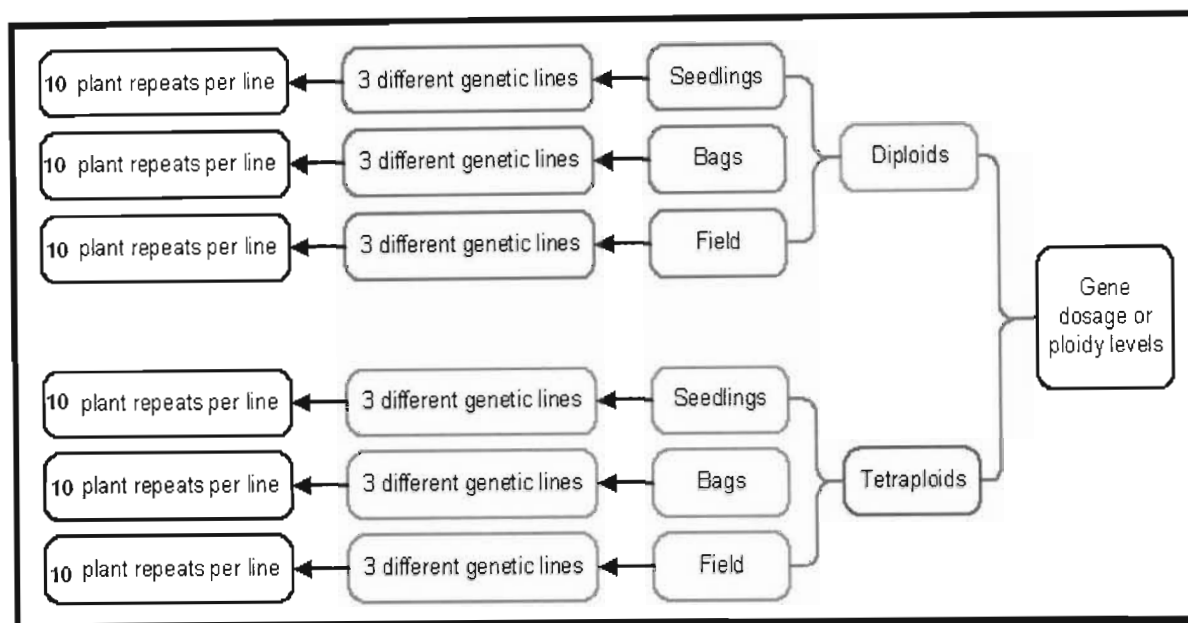 10 plant repeats per line
3 different genetic lines
Seedlings
10 plant repeats per line
3 different genetic lines
Bags
Diploids
10 plant repeats per line
3 different genetic lines
Field
Gene
dosage or
ploidy levels
10 plant repeats per line
3 different genetic lines
Seedlings
10 plant repeats per line
3 different genetic lines
Bags
Tetraploids
10 plant repeats per line
3 different genetic lines
Field